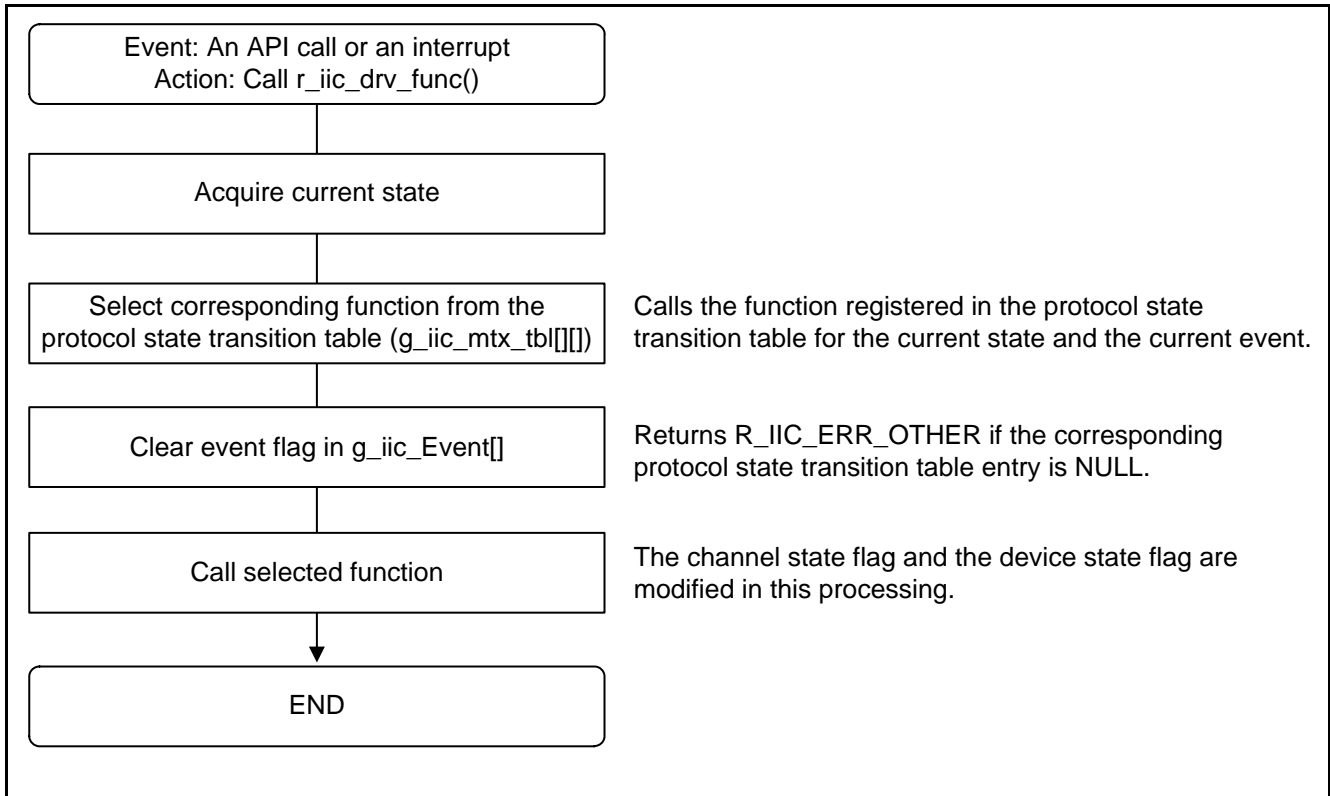 Event: An API call or an interrupt
Action: Call r_iic_drv_func()
Acquire current state
Select corresponding function from the
protocol state transition table (g_iic_mtx_tbl[][])
Calls the function registered in the protocol state
transition table for the current state and the current event.
Clear event flag in g_iic_Event[]
Returns R_IIC_ERR_OTHER if the corresponding
protocol state transition table entry is NULL.
Call selected function
The channel state flag and the device state flag are
modified in this processing.
END